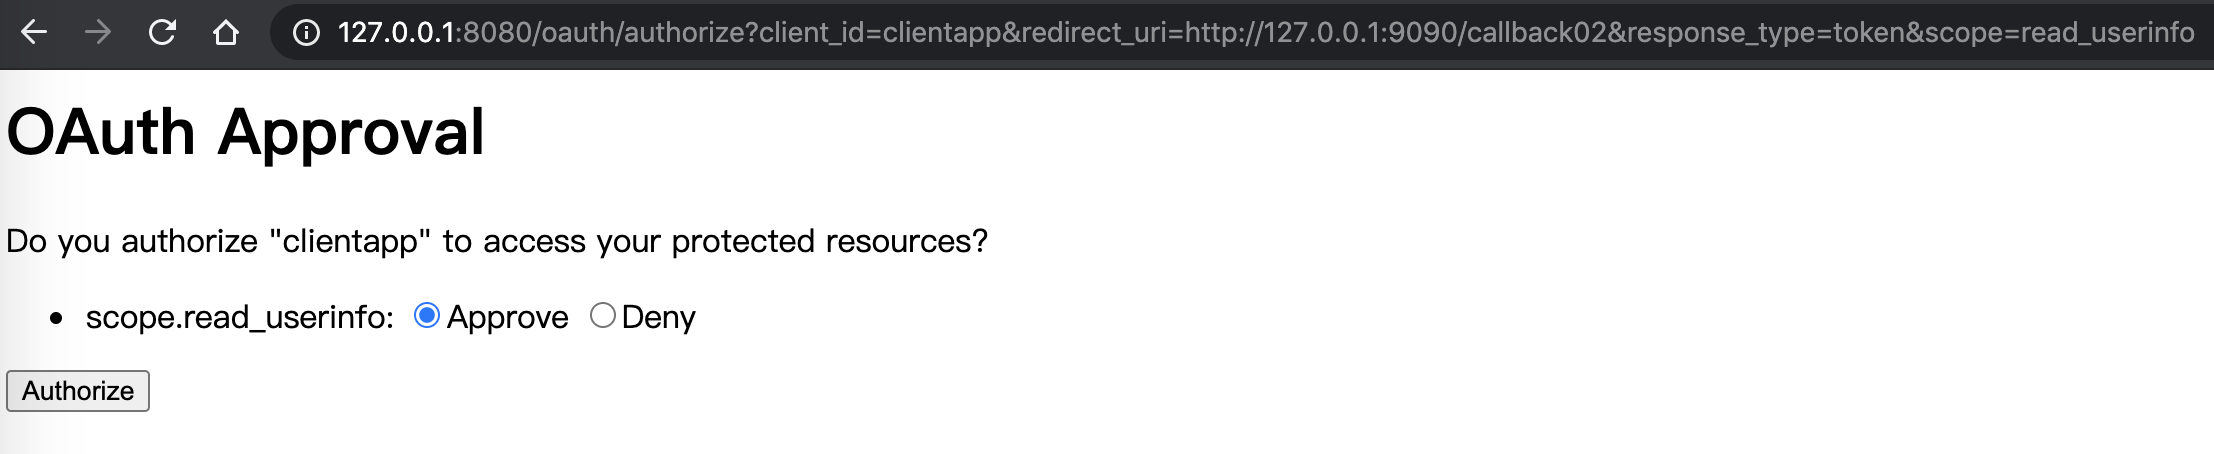 127.0.0.1:8080/oauth/authorize?client_id=clientapp&redirect_uri=http://127.0.0.1:9090/callback02&response_type=token&scope=read_userinfo
OAuth Approval
Do you authorize "clientapp" to access your protected resources?
• scope.read_userinfo: Approve Deny
Authorize